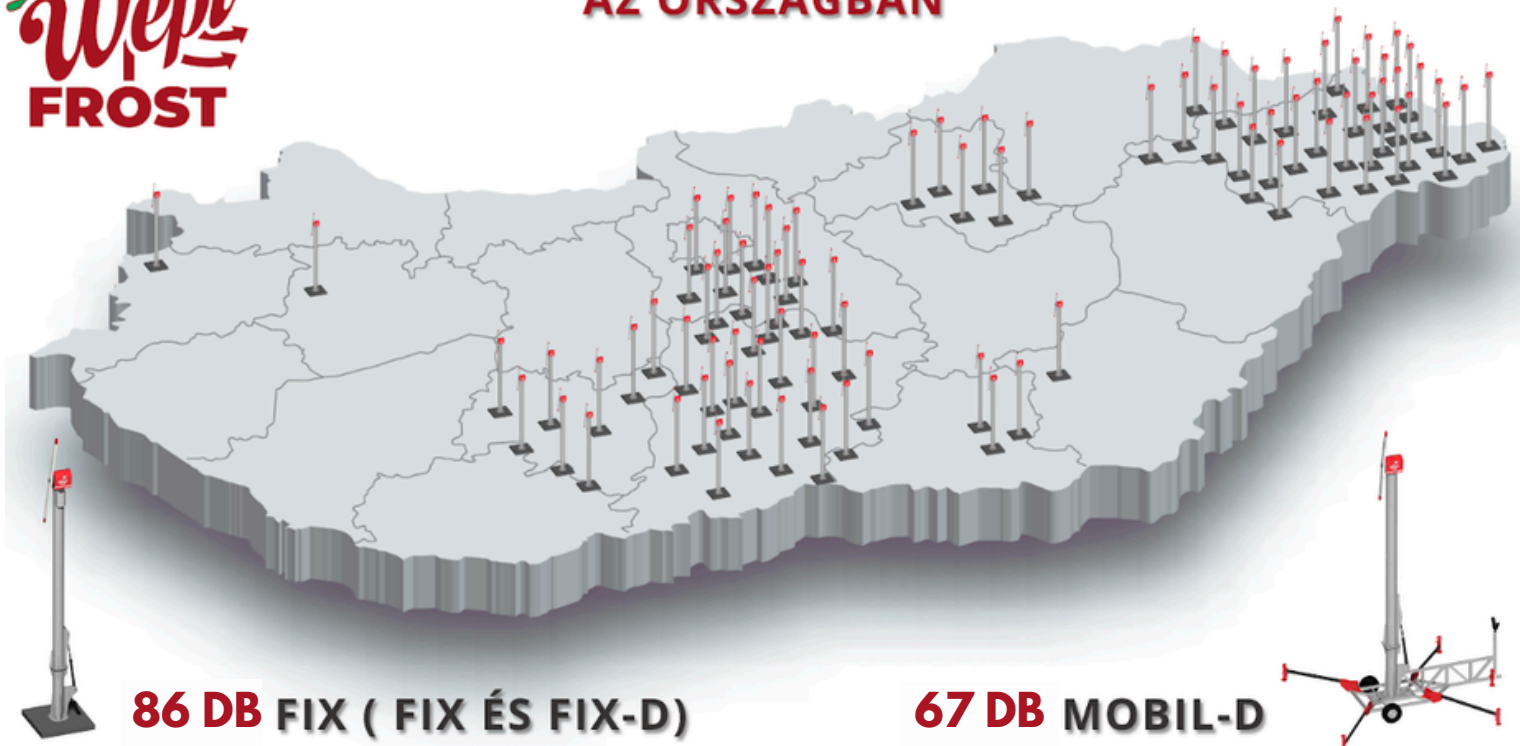 Wepi
FROST
AZ ORSZÁGBAN
86 DB FIX ( FIX ÉS FIX-D)
67 DB MOBIL-D